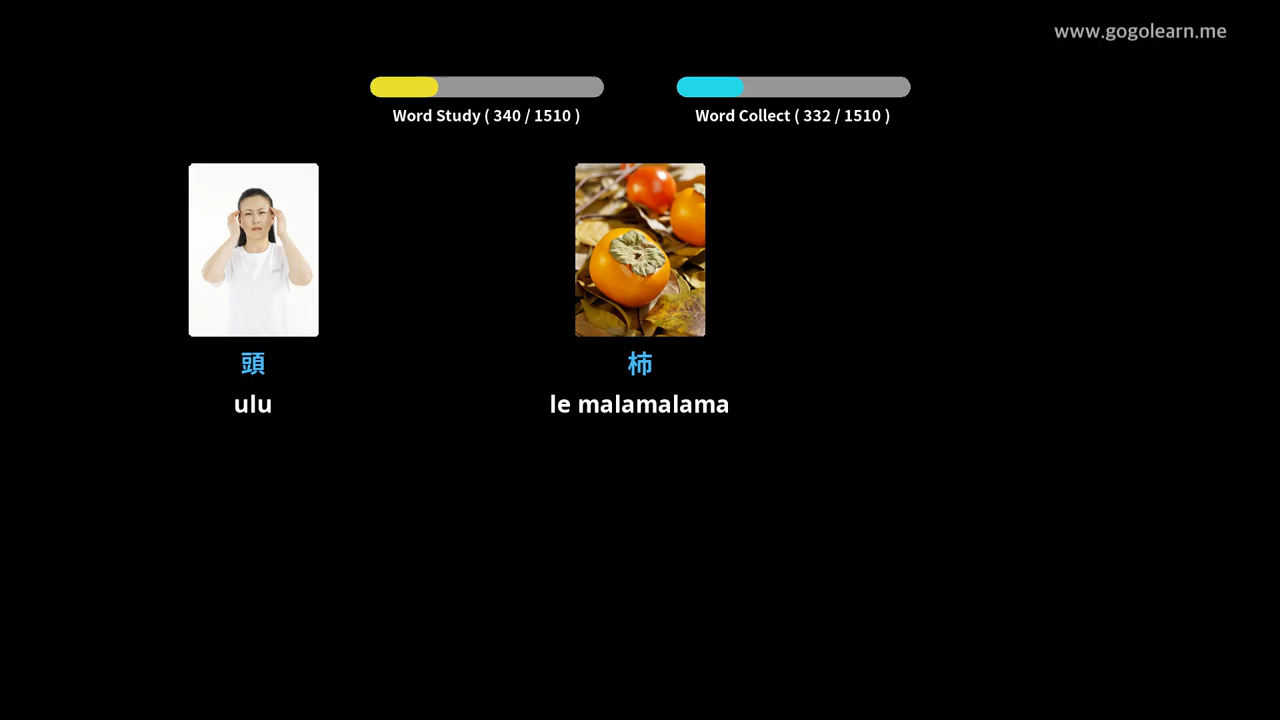 www.gogolearn.me
Word Study ( 340 / 1510 )
Word Collect ( 332 / 1510 )
頭
柿
ulu
le malamalama